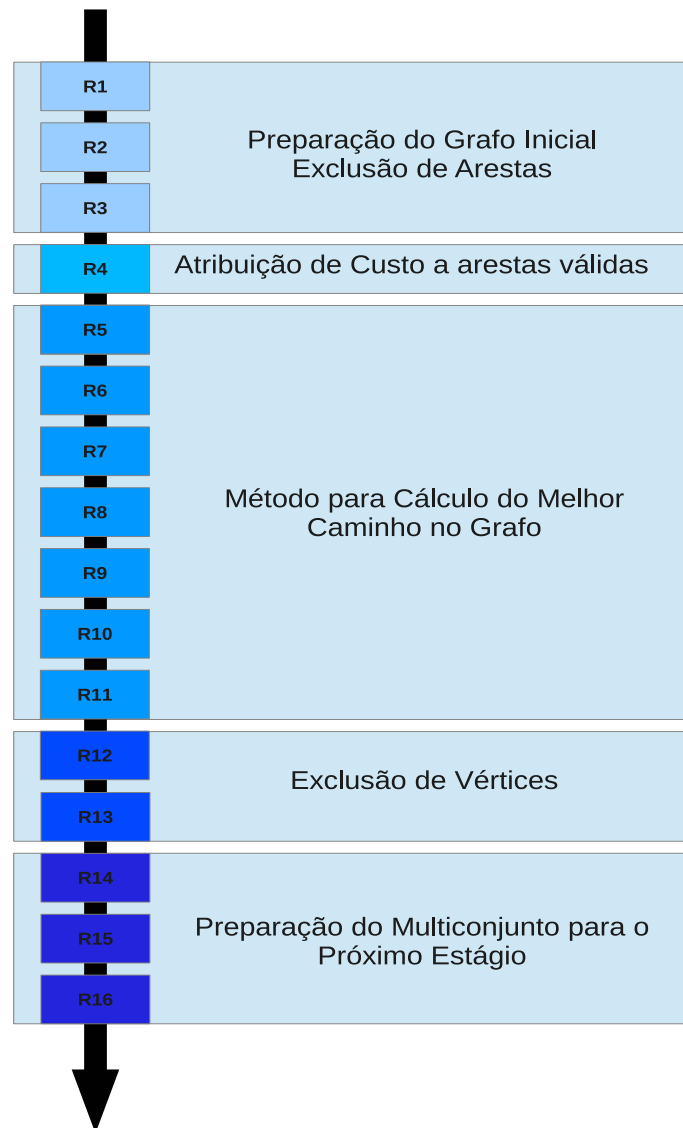 R1
R2
R3
Preparação do Grafo Inicial
Exclusão de Arestas
R4
Atribuição de Custo a arestas válidas
R5
R6
R7
R8
R9
R10
R11
Método para Cálculo do Melhor
Caminho no Grafo
R12
R13
Exclusão de Vértices
R14
R15
R16
Preparação do Multiconjunto para o
Próximo Estágio